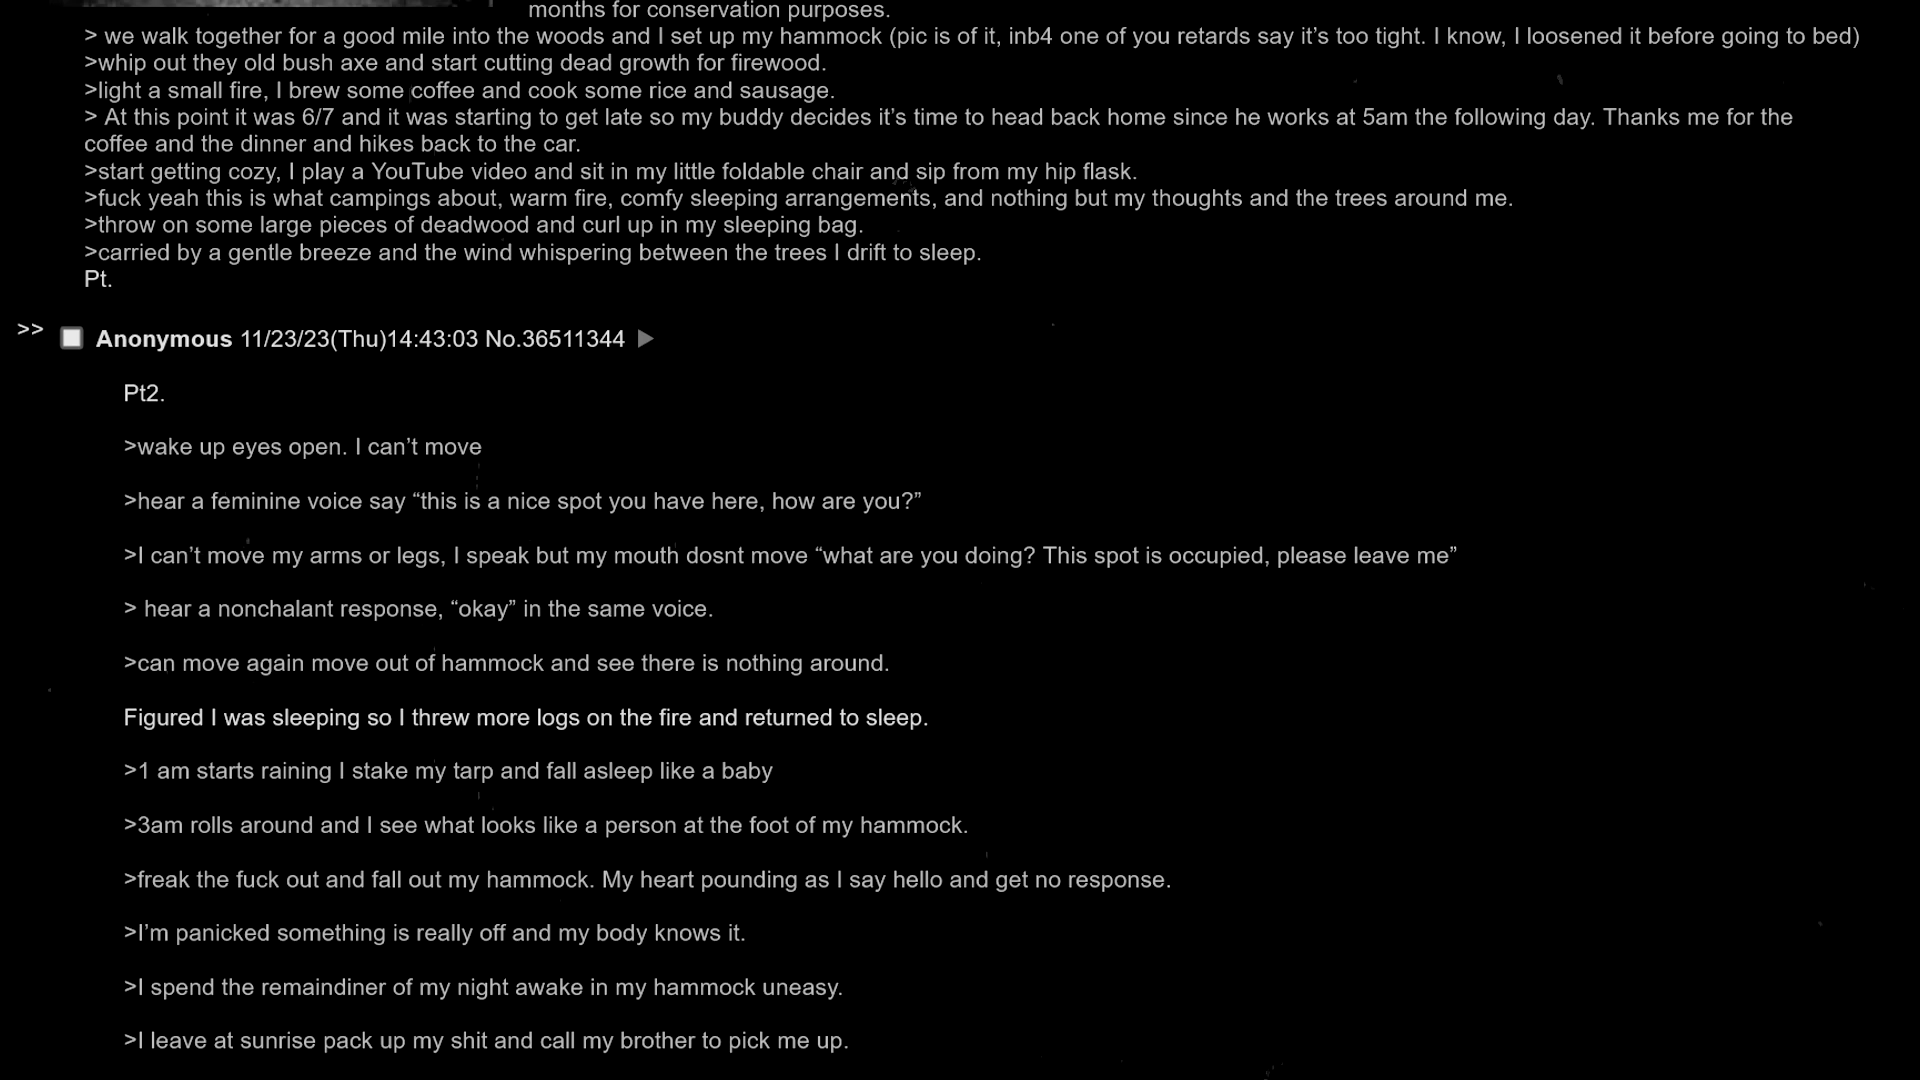 months for conservation purposes.
> we walk together for a good mile into the woods and I set up my hammock (pic is of it, inb4 one of you retards say it’s too tight. I know, I loosened it before going to bed)
>whip out they old bush axe and start cutting dead growth for firewood.
>light a small fire, I brew some coffee and cook some rice and sausage.
> At this point it was 6/7 and it was starting to get late so my buddy decides it’s time to head back home since he works at 5am the following day. Thanks me for the
coffee and the dinner and hikes back to the car.
>start getting cozy, I play a YouTube video and sit in my little foldable chair and sip from my hip flask.
>fuck yeah this is what campings about, warm fire, comfy sleeping arrangements, and nothing but my thoughts and the trees around me.
>throw on some large pieces of deadwood and curl up in my sleeping bag.
>carried by a gentle breeze and the wind whispering between the trees I drift to sleep.
Pt.
>> Anonymous 11/23/23(Thu)14:43:03 No.36511344 ▶
Pt2.
>wake up eyes open. I can’t move
>hear a feminine voice say “this is a nice spot you have here, how are you?”
>I can’t move my arms or legs, I speak but my mouth dosnt move “what are you doing? This spot is occupied, please leave me”
> hear a nonchalant response, “okay” in the same voice.
>can move again move out of hammock and see there is nothing around.
Figured I was sleeping so I threw more logs on the fire and returned to sleep.
>1 am starts raining I stake my tarp and fall asleep like a baby
>3am rolls around and I see what looks like a person at the foot of my hammock.
>freak the fuck out and fall out my hammock. My heart pounding as I say hello and get no response.
>I’m panicked something is really off and my body knows it.
>I spend the remaindiner of my night awake in my hammock uneasy.
>I leave at sunrise pack up my shit and call my brother to pick me up.